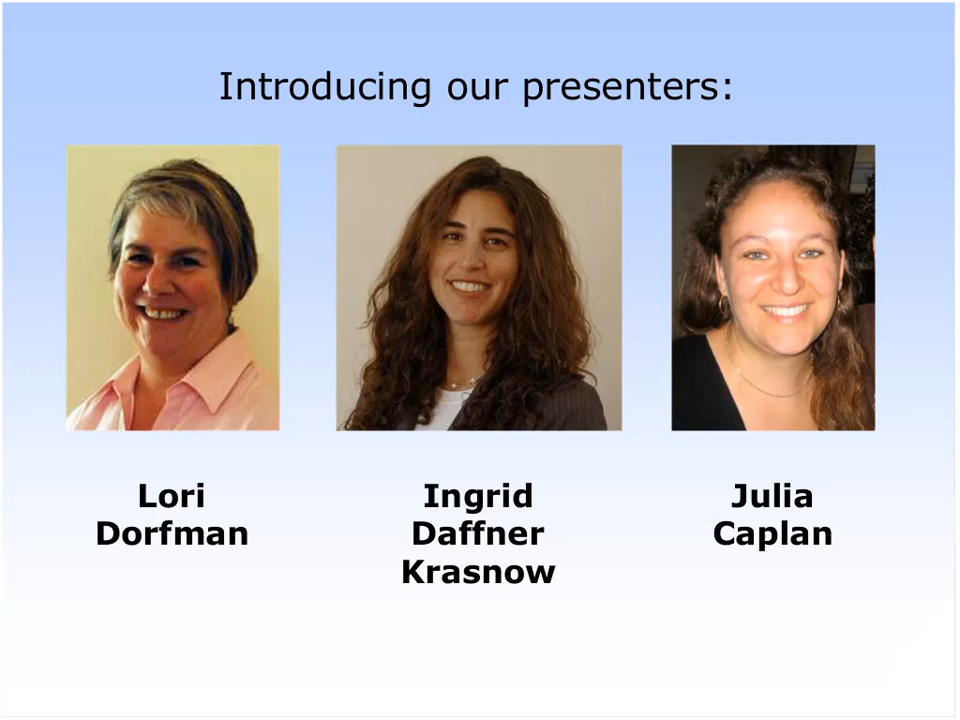 Introducing our presenters:
Lori
Dorfman
Ingrid
Daffner
Krasnow
Julia
Caplan